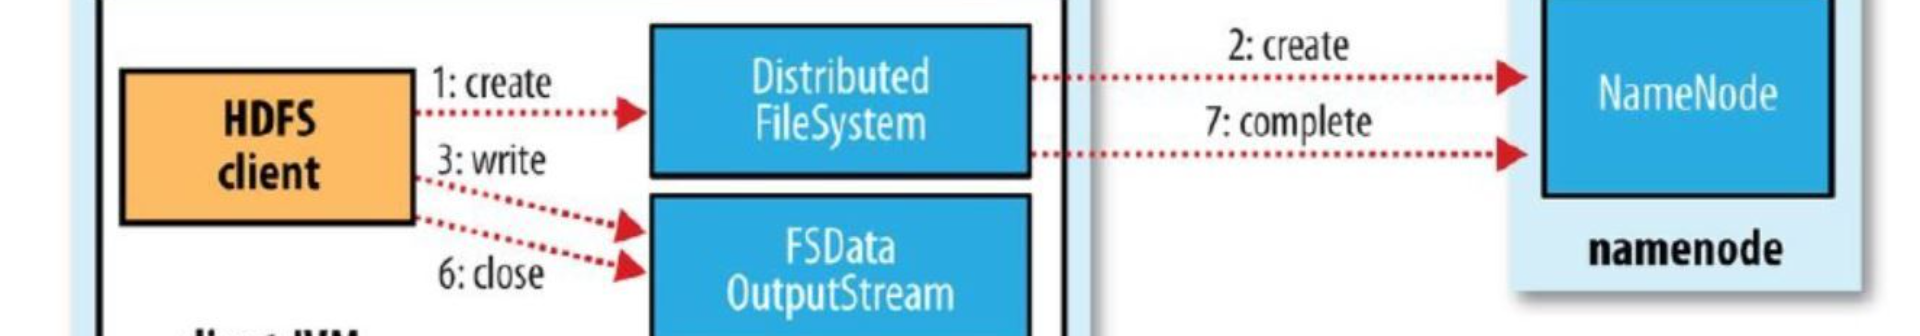 1: create
Distributed
FileSystem
2: create
NameNode
HDFS
client
7: complete
3: write
FSData
OutputStream
6: close
namenode